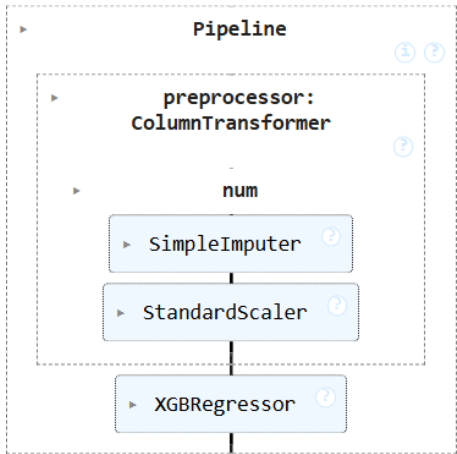 Pipeline
i ?
preprocessor:
ColumnTransformer
?
num
SimpleImputer ?
StandardScaler ?
XGBRegressor ?